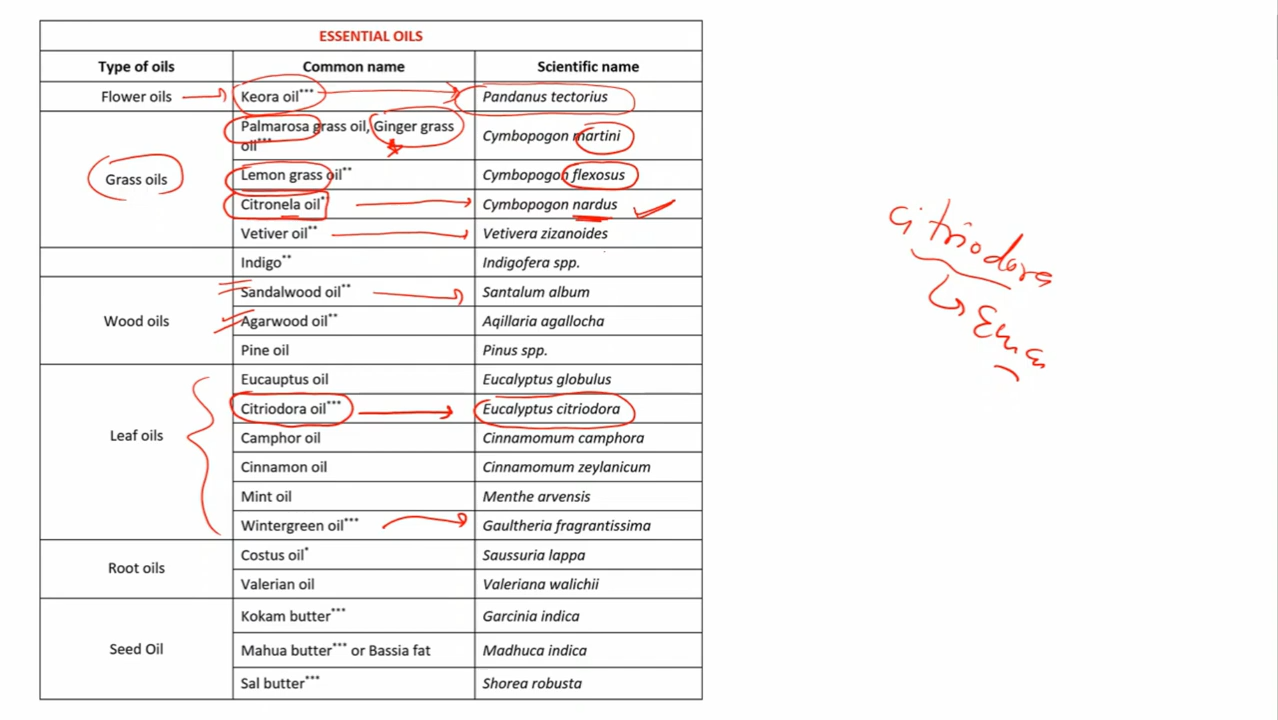 ESSENTIAL OILS
Type of oils Common name Scientific name
Flower oils Keora oil*** Pandanus tectorius
Grass oils Palmarosa grass oil, Ginger grass
oil*** Cymbopogon martini
Lemon grass oil** Cymbopogon flexosus
Citronela oil* Cymbopogon nardus
Vetiver oil** Vetivera zizanoides
Indigo** Indigofera spp.
Wood oils Sandalwood oil** Santalum album
Agarwood oil** Aqillaria agallocha
Pine oil Pinus spp.
Leaf oils Eucauptus oil Eucalyptus globulus
Citriodora oil*** Eucalyptus citriodora
Camphor oil Cinnamomum camphora
Cinnamon oil Cinnamomum zeylanicum
Mint oil Menthe arvensis
Wintergreen oil*** Gaultheria fragrantissima
Root oils Costus oil* Saussuria lappa
Valerian oil Valeriana walichii
Seed Oil Kokam butter*** Garcinia indica
Mahua butter*** or Bassia fat Madhuca indica
Sal butter*** Shorea robusta
citriodora